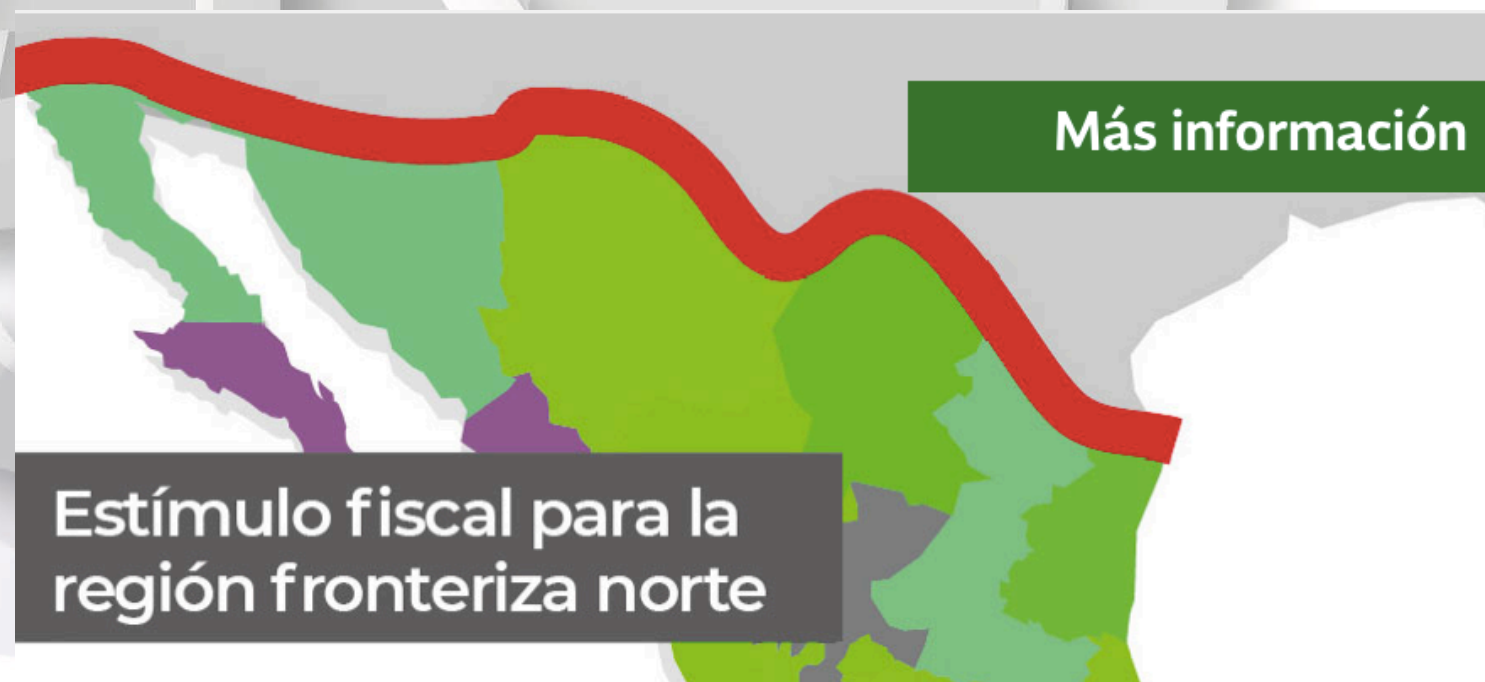 Más información
Estímulo fiscal para la
región fronteriza norte